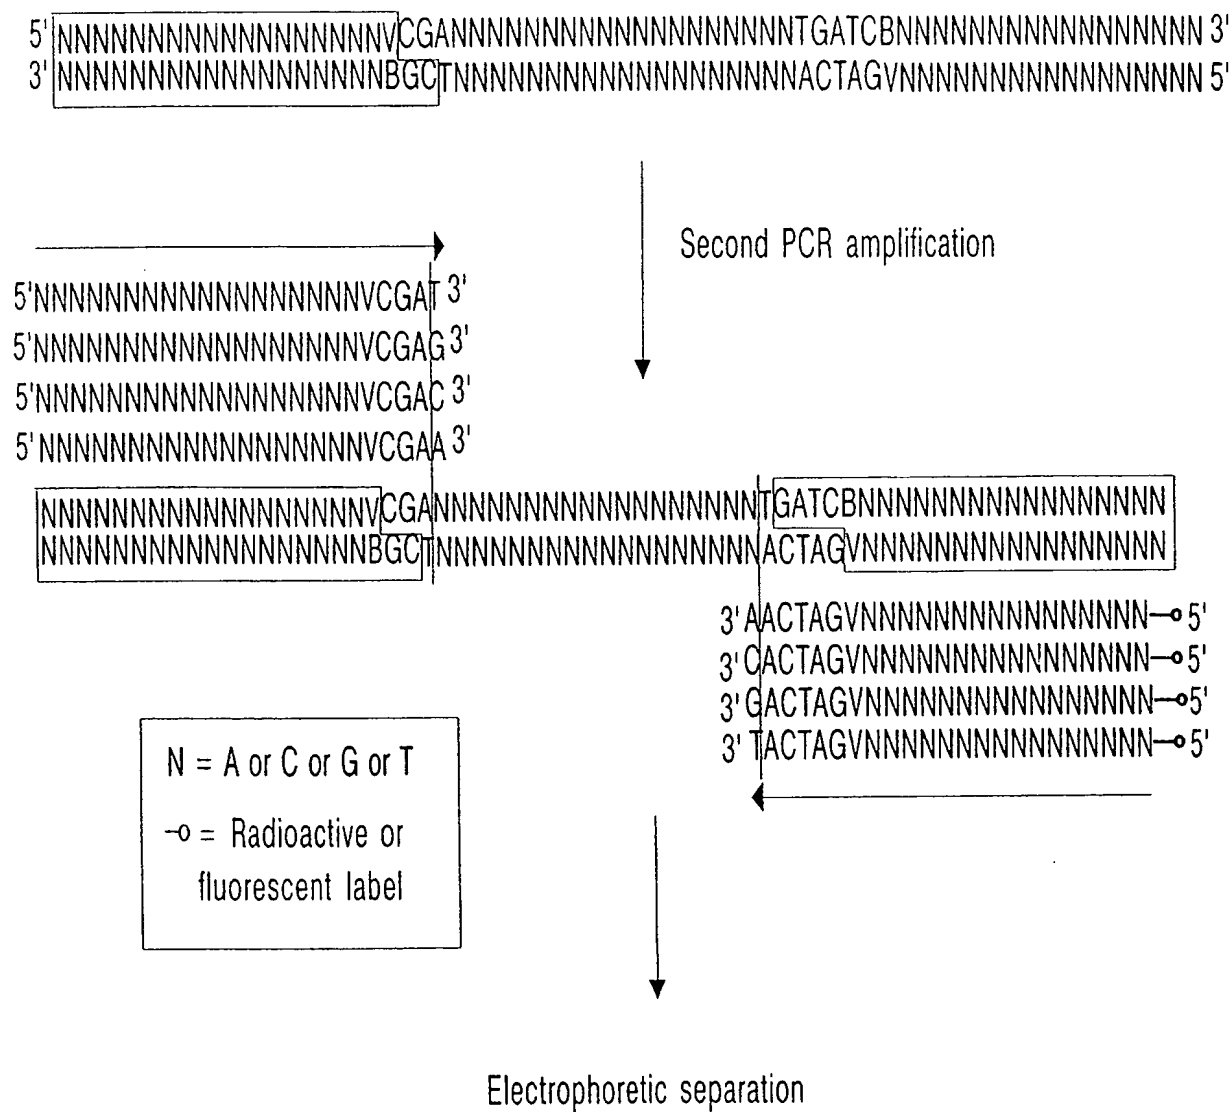 5' NNNNNNNNNNNNNNNNNNVCGANNNNNNNNNNNNNNNNNNNTGATCBNNNNNNNNNNNNNNNNN 3'
3' NNNNNNNNNNNNNNNNNNBGCTNNNNNNNNNNNNNNNNNNNACTAGVNNNNNNNNNNNNNNNNN 5'
Second PCR amplification
5'NNNNNNNNNNNNNNNNNNVCGAT 3'
5'NNNNNNNNNNNNNNNNNNVCGAG 3'
5'NNNNNNNNNNNNNNNNNNVCGAC 3'
5'NNNNNNNNNNNNNNNNNNVCGAA 3'
NNNNNNNNNNNNNNNNNNVCGANNNNNNNNNNNNNNNNNNTGATCBNNNNNNNNNNNNNNNNN
NNNNNNNNNNNNNNNNNNBGCTNNNNNNNNNNNNNNNNNNACTAGVNNNNNNNNNNNNNNNNN
3' AACTAGVNNNNNNNNNNNNNNNN-o 5'
3' CACTAGVNNNNNNNNNNNNNNNN-o 5'
3' GACTAGVNNNNNNNNNNNNNNNN-o 5'
3' TACTAGVNNNNNNNNNNNNNNNN-o 5'
N = A or C or G or T
-o = Radioactive or
fluorescent label
Electrophoretic separation